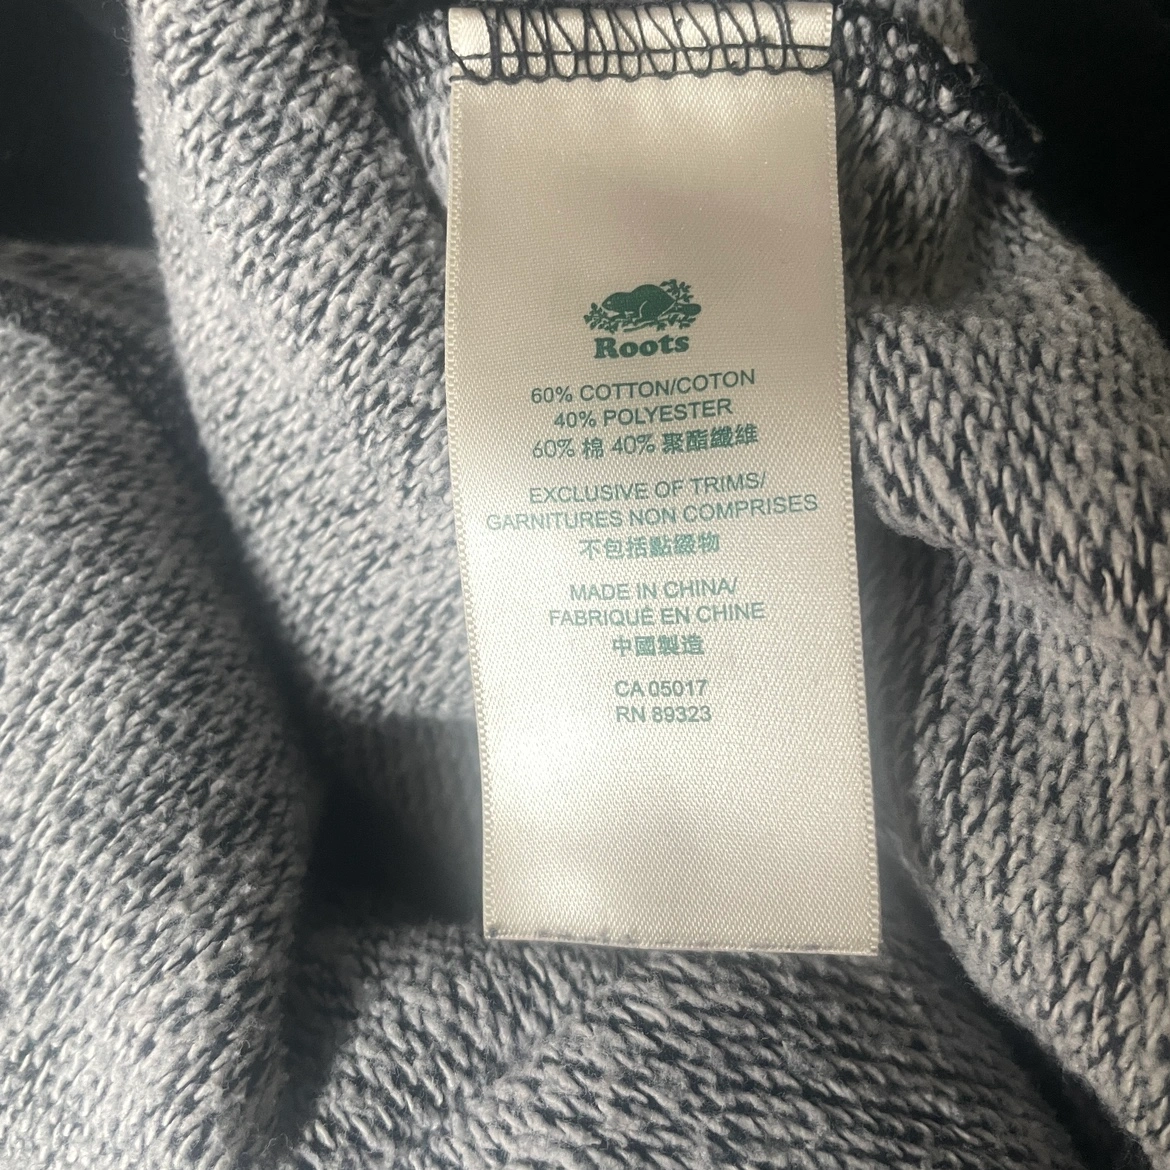 Roots
60% COTTON/COTON
40% POLYESTER
60% 棉 40% 聚酯纖維
EXCLUSIVE OF TRIMS/
GARNITURES NON COMPRISES
不包括點綴物
MADE IN CHINA/
FABRIQUÉ EN CHINE
中國製造
CA 05017
RN 89323